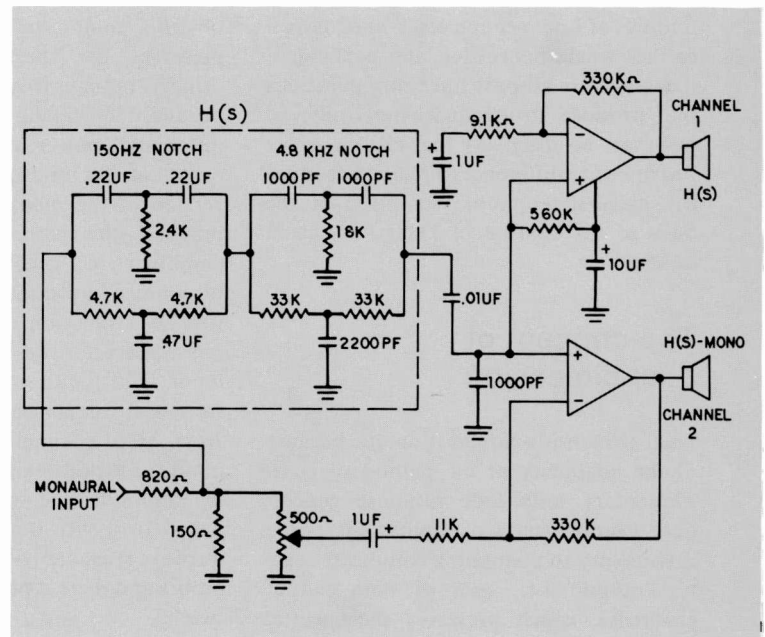 330KΩ
9.1KΩ
CHANNEL
1
H(S)
1UF
H(s)
150HZ NOTCH
4.8 KHZ NOTCH
.22UF
.22UF
1000PF
1000PF
2.4K
18K
560K
10UF
4.7K
4.7K
33K
33K
.01UF
.47UF
2200PF
H(S)-MONO
1000PF
CHANNEL
2
820Ω
MONAURAL
INPUT
150Ω
500Ω
1UF
11K
330K
+
−
+
−
+
+
+